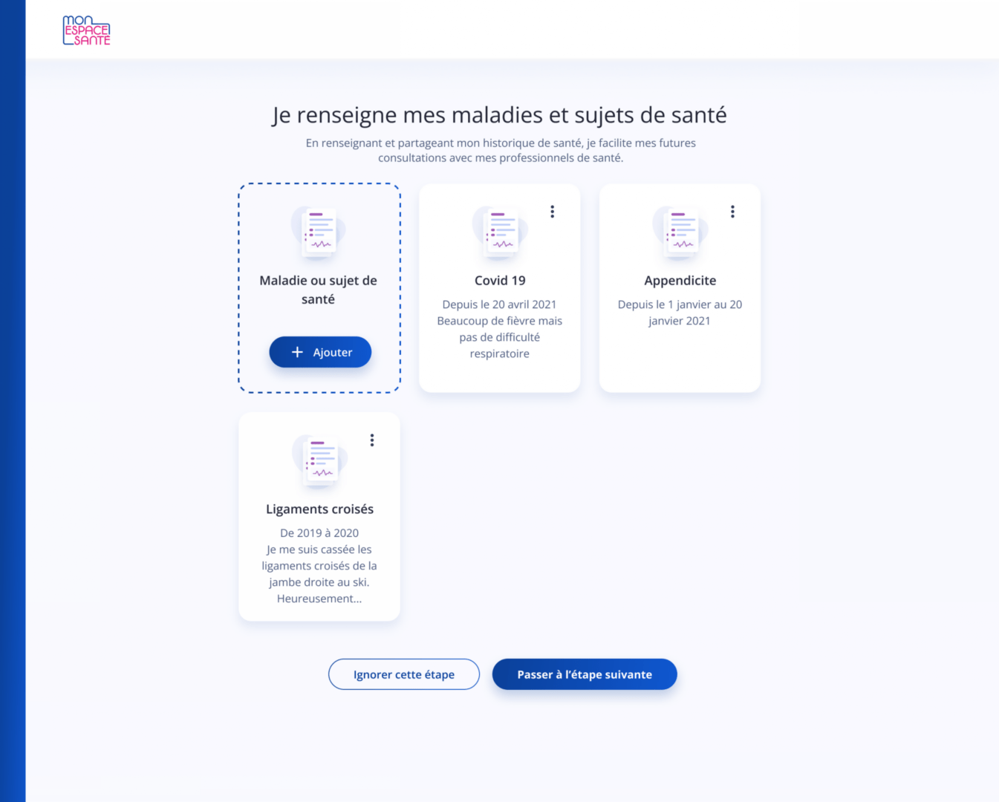 mon
ESPACE
SANTÉ
Je renseigne mes maladies et sujets de santé
En renseignant et partageant mon historique de santé, je facilite mes futures
consultations avec mes professionnels de santé.
Maladie ou sujet de
santé
+ Ajouter
Covid 19
Depuis le 20 avril 2021
Beaucoup de fièvre mais
pas de difficulté
respiratoire
Appendicite
Depuis le 1 janvier au 20
janvier 2021
Ligaments croisés
De 2019 à 2020
Je me suis cassée les
ligaments croisés de la
jambe droite au ski.
Heureusement...
Ignorer cette étape
Passer à l’étape suivante